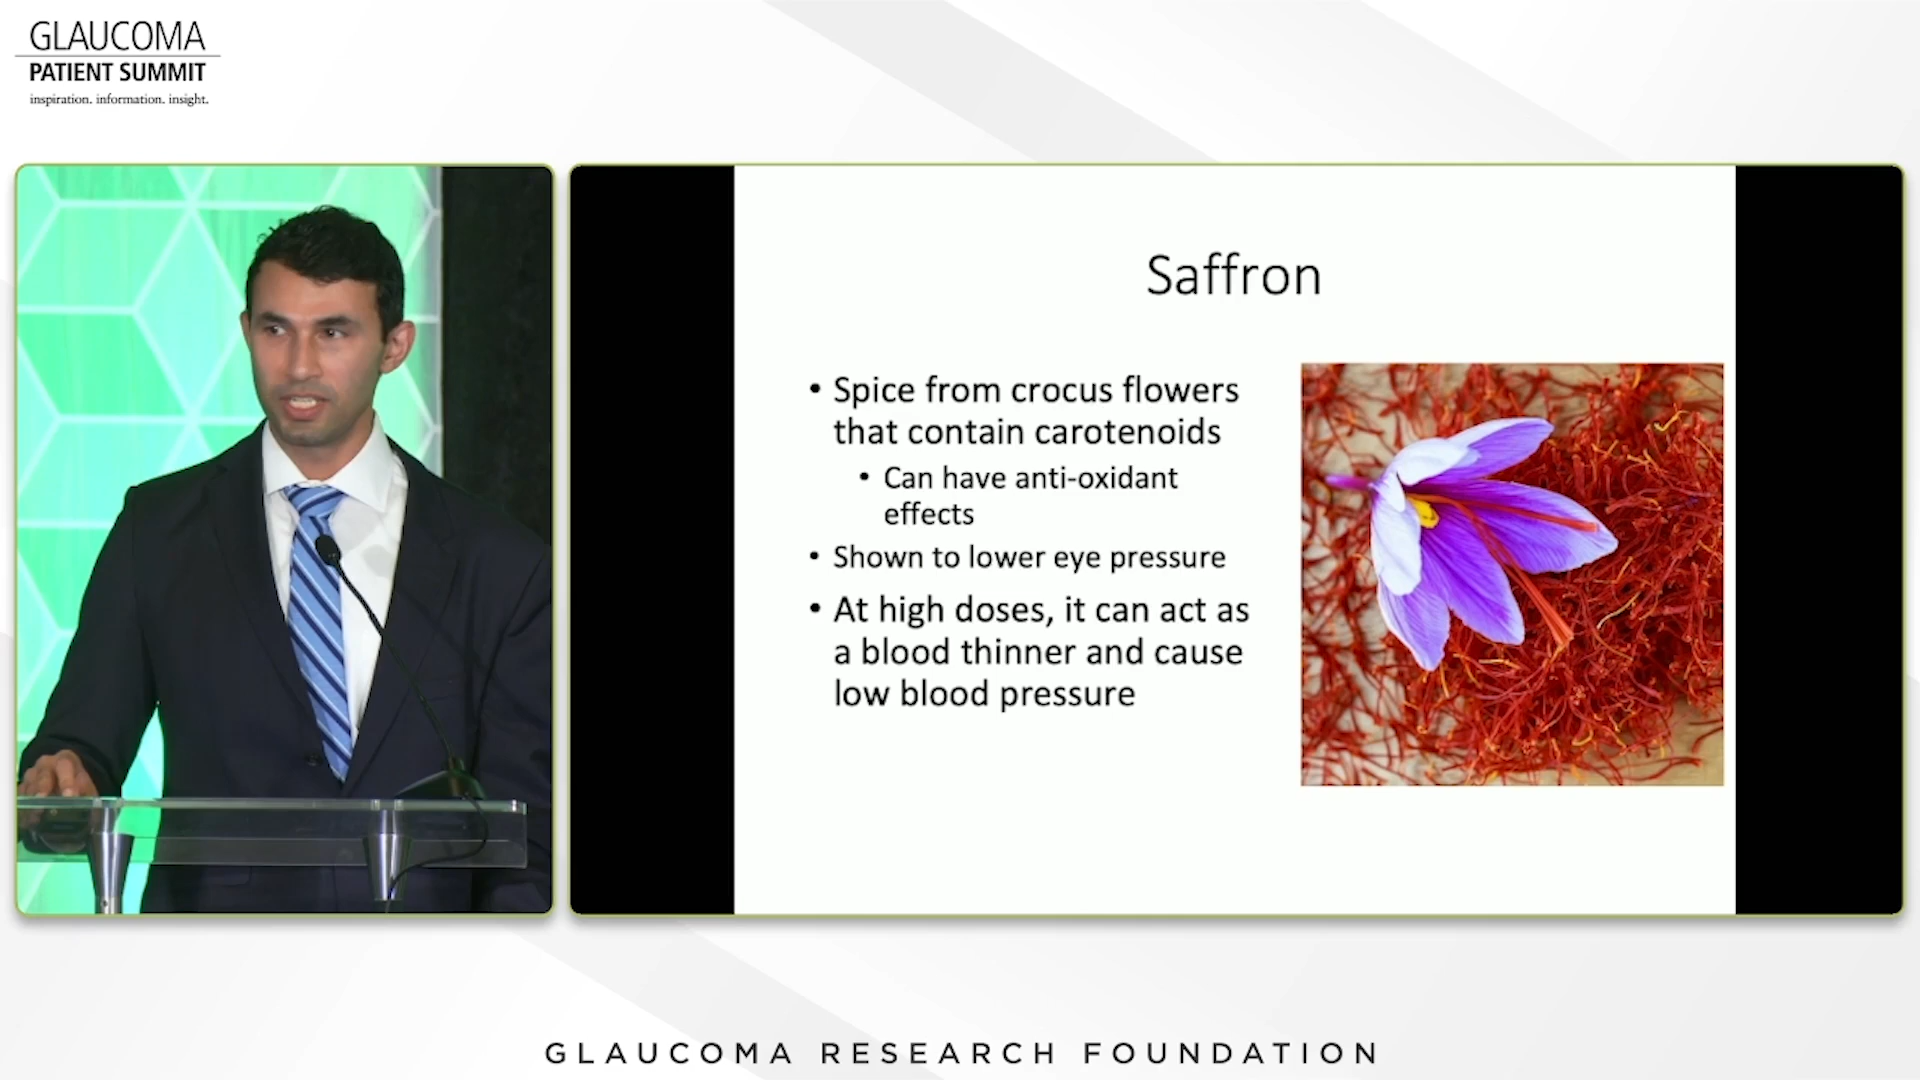 GLAUCOMA
PATIENT SUMMIT
inspiration. information. insight.
Saffron
• Spice from crocus flowers
that contain carotenoids
• Can have anti-oxidant
effects
• Shown to lower eye pressure
• At high doses, it can act as
a blood thinner and cause
low blood pressure
GLAUCOMA RESEARCH FOUNDATION